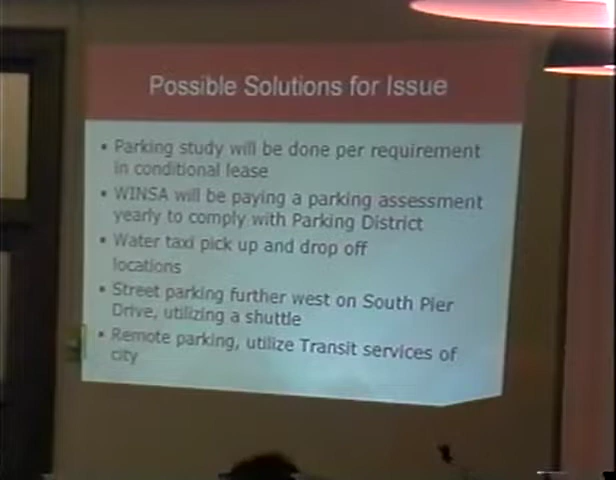 Possible Solutions for Issue
• Parking study will be done per requirement
in conditional lease
• WINSA will be paying a parking assessment
yearly to comply with Parking District
• Water taxi pick up and drop off
locations
• Street parking further west on South Pier
Drive, utilizing a shuttle
• Remote parking, utilize Transit services of
city